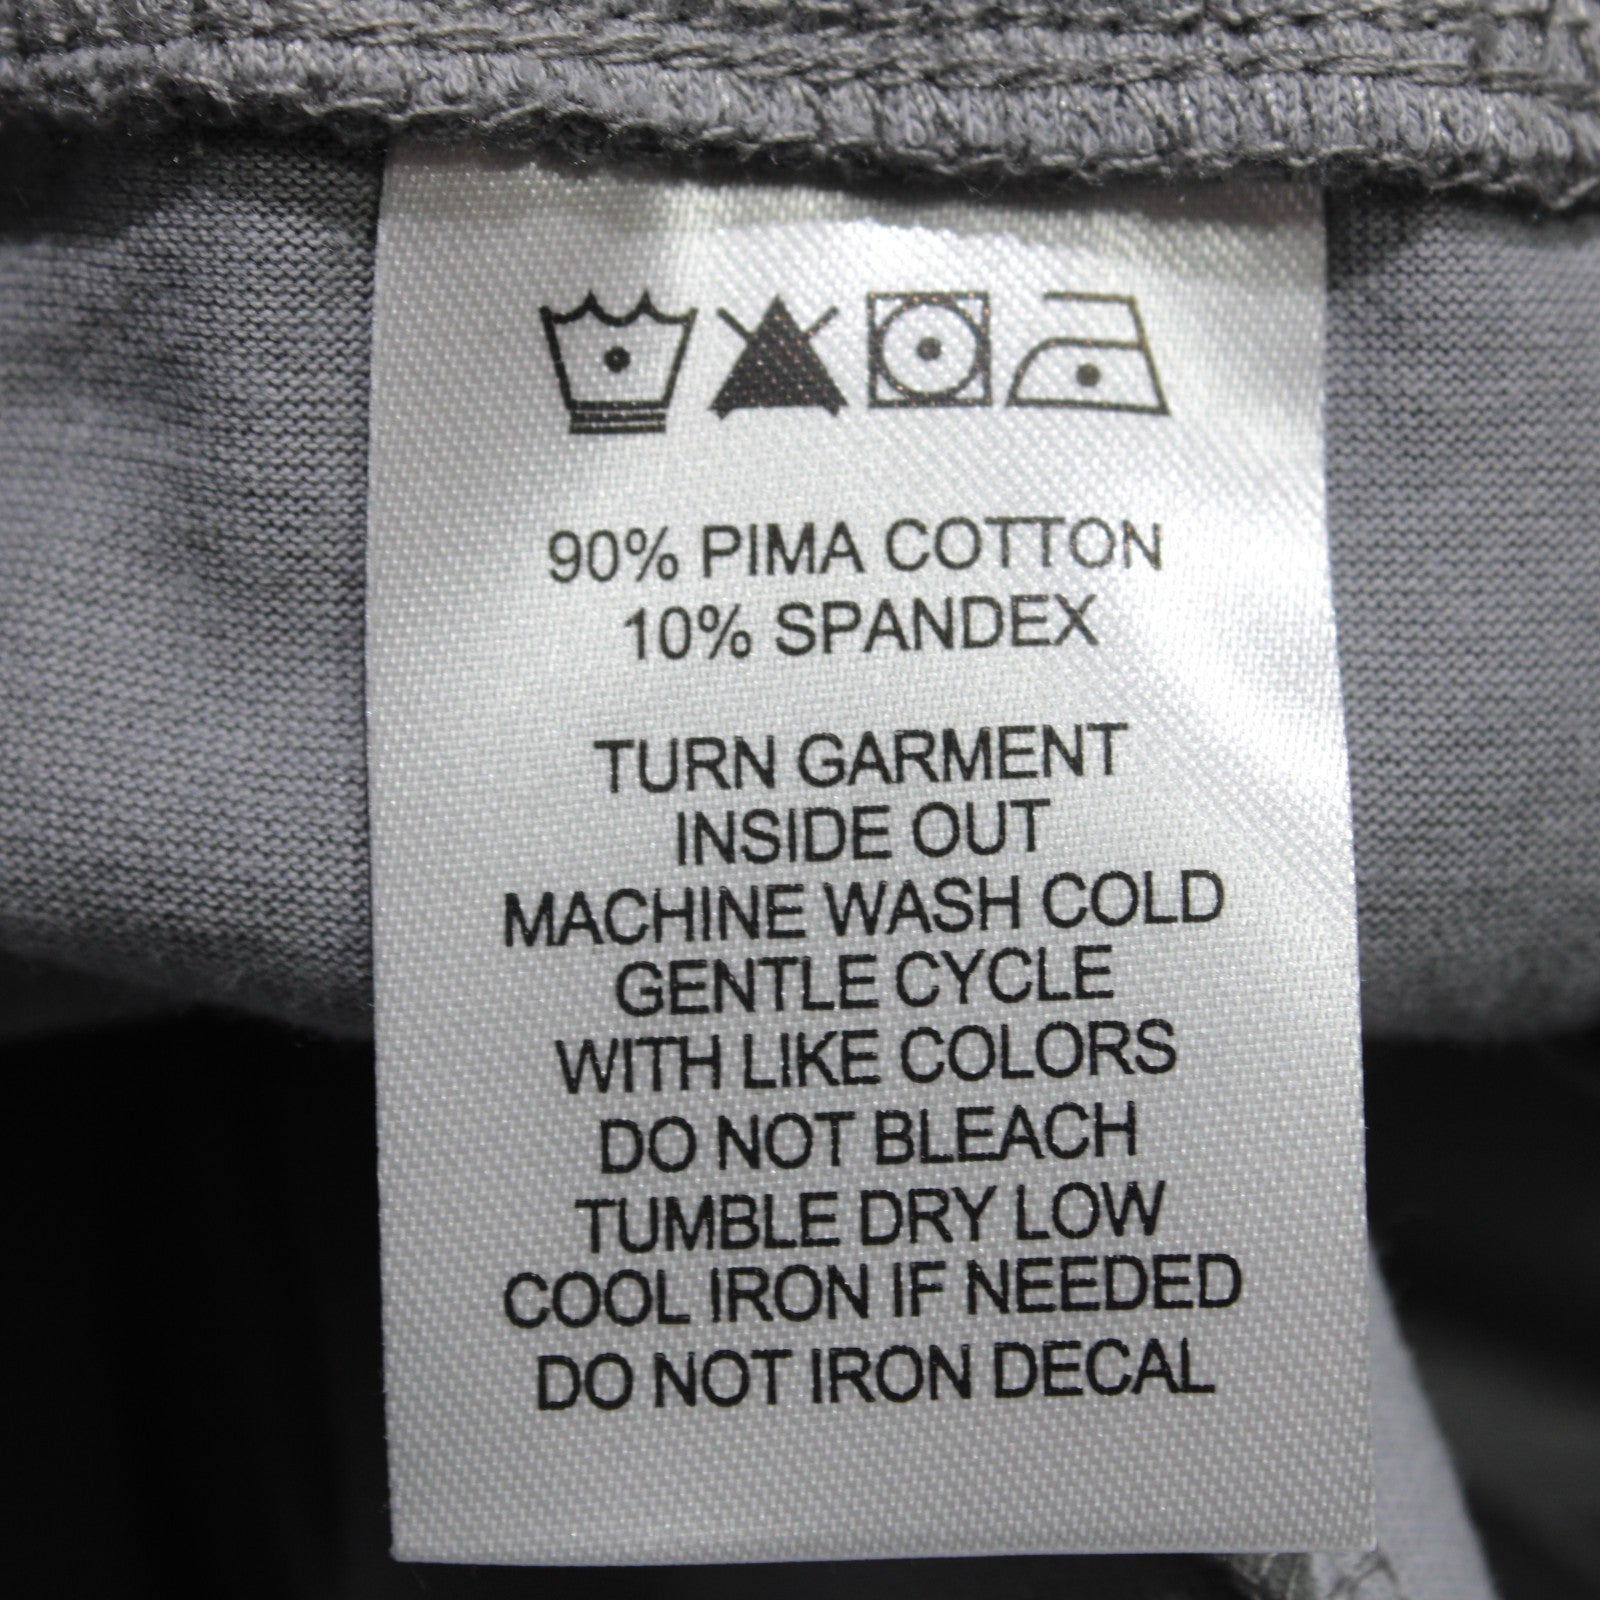 90% PIMA COTTON
10% SPANDEX
TURN GARMENT
INSIDE OUT
MACHINE WASH COLD
GENTLE CYCLE
WITH LIKE COLORS
DO NOT BLEACH
TUMBLE DRY LOW
COOL IRON IF NEEDED
DO NOT IRON DECAL